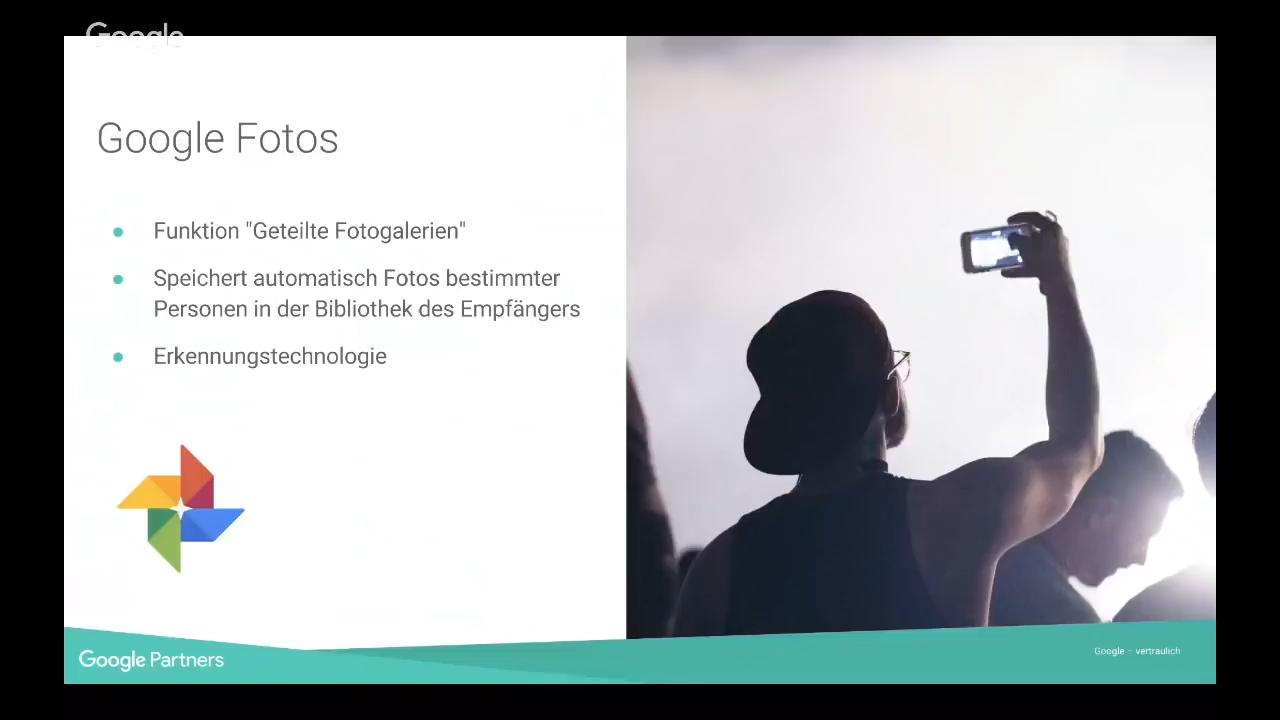 Google
Google Fotos
Funktion "Geteilte Fotogalerien"
Speichert automatisch Fotos bestimmter
Personen in der Bibliothek des Empfängers
Erkennungstechnologie
Google Partners
Google – vertraulich